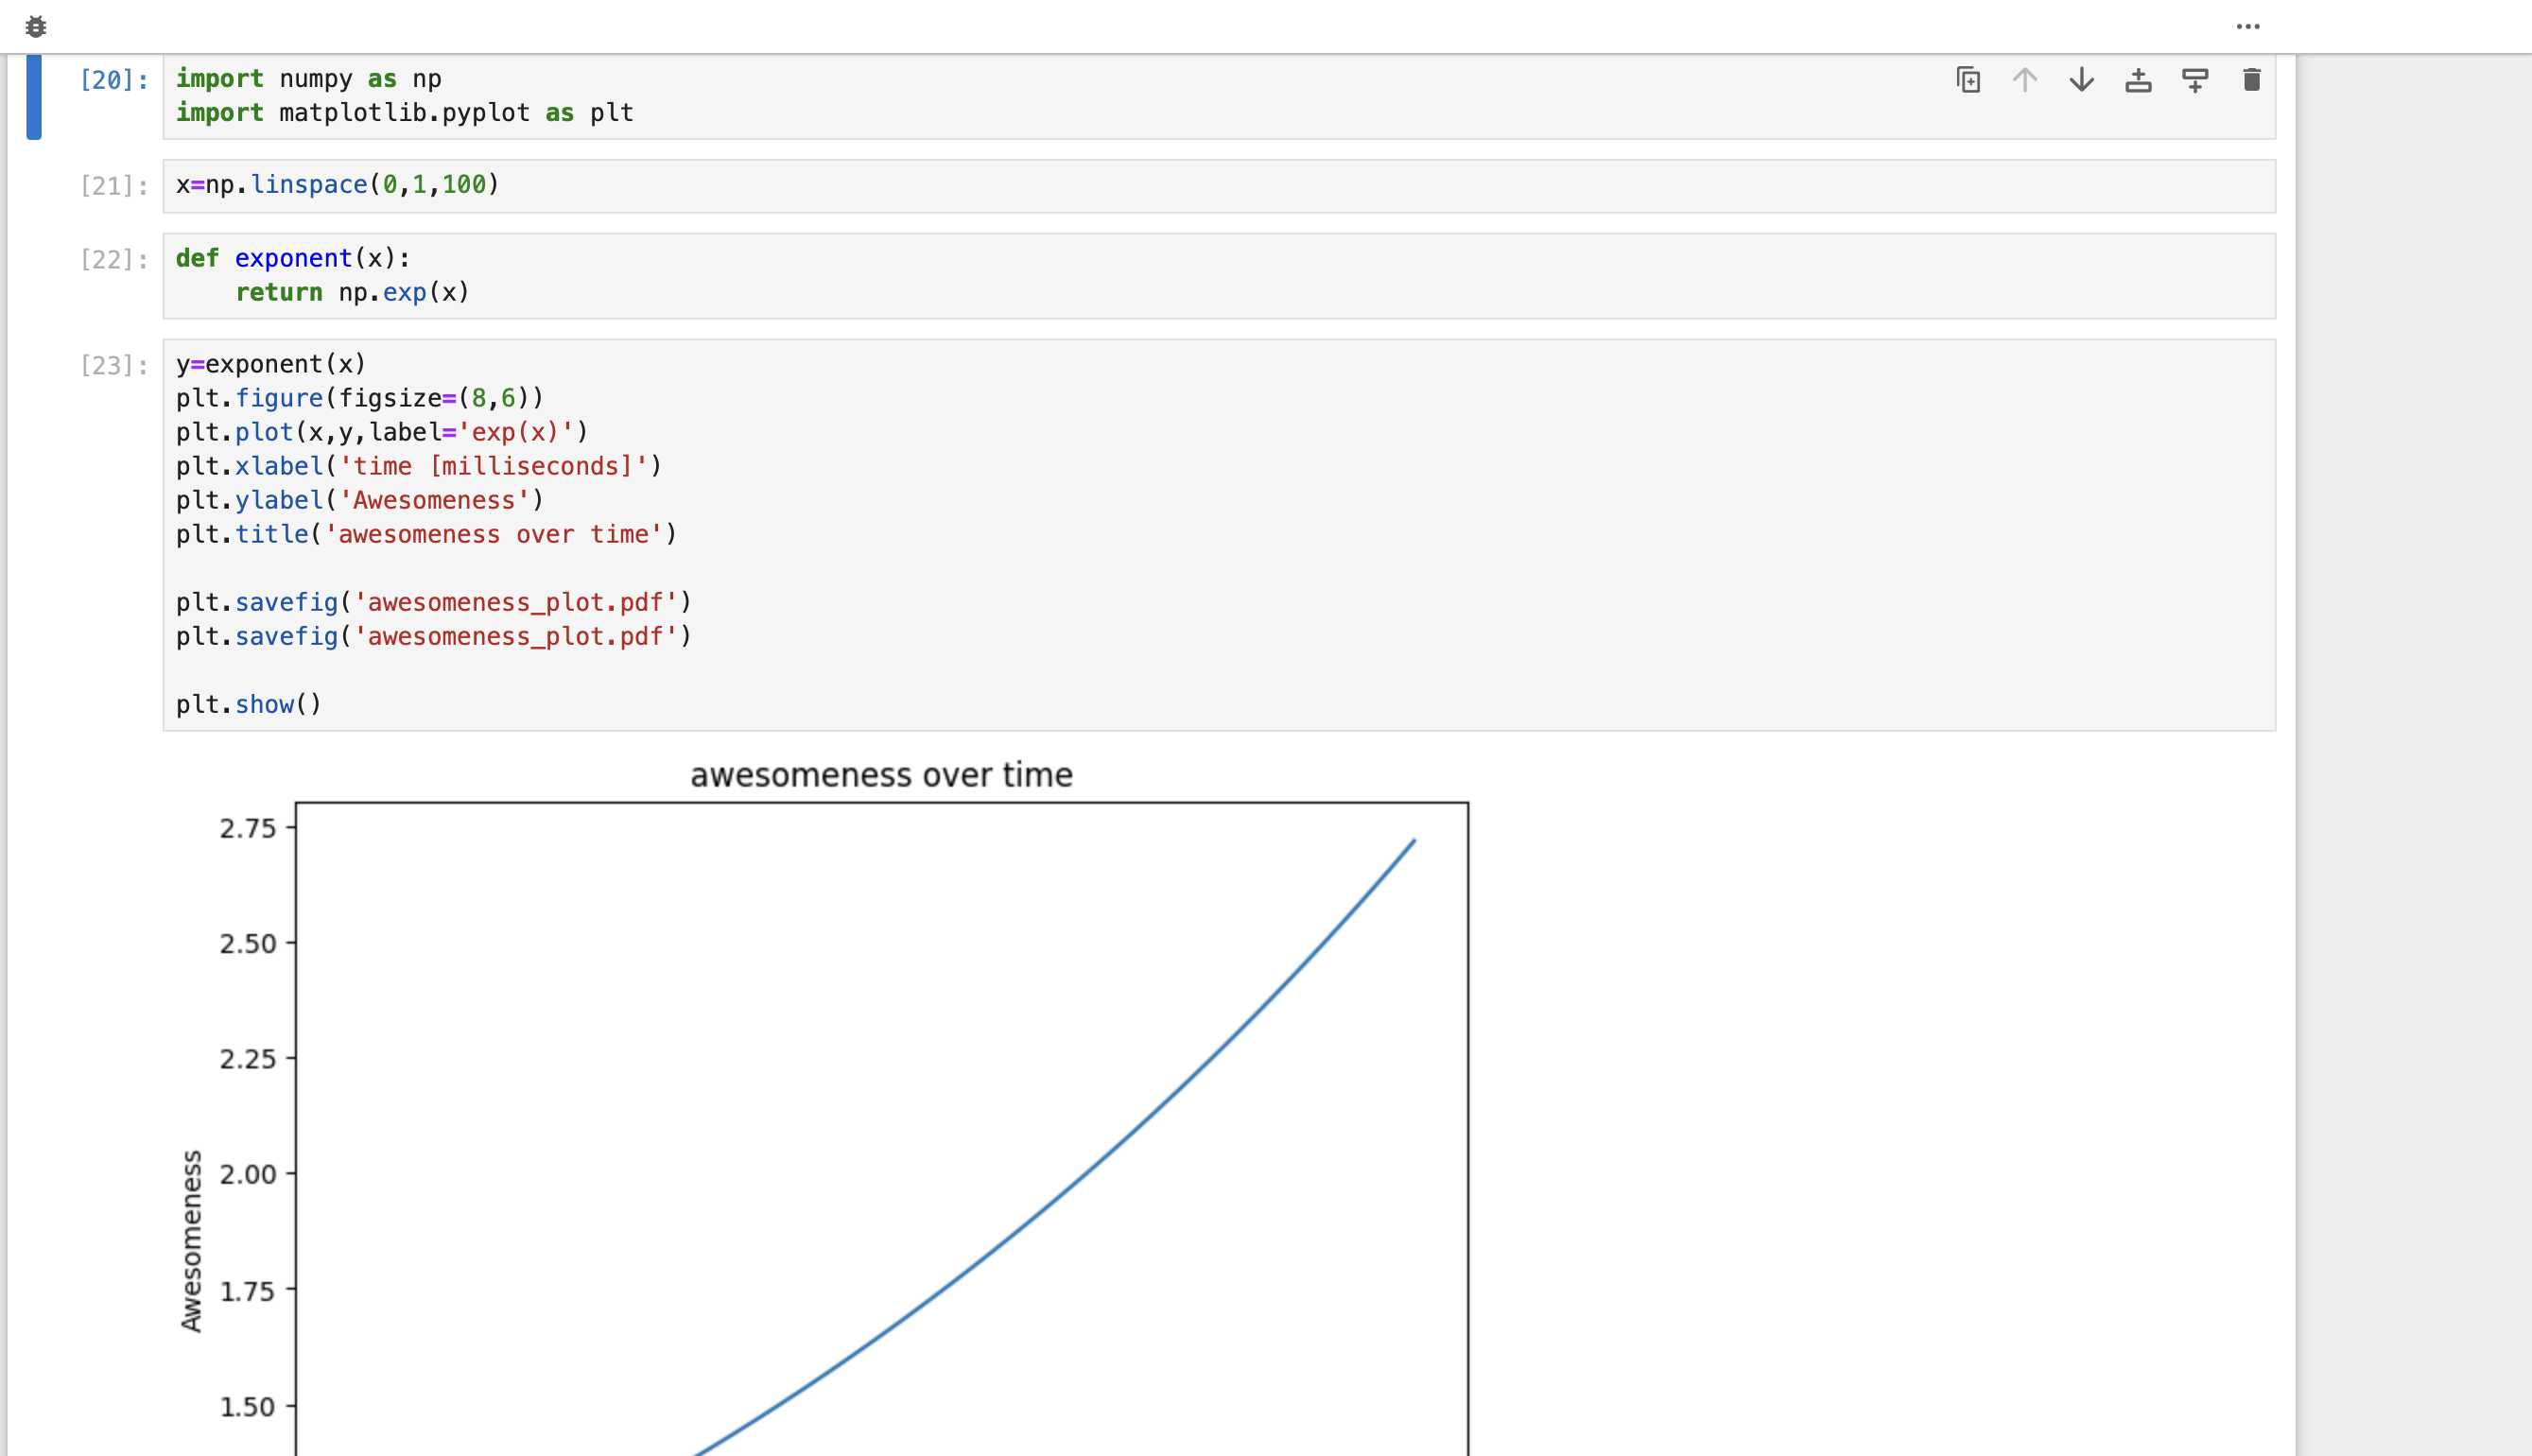 [20]: import numpy as np
import matplotlib.pyplot as plt
[21]: x=np.linspace(0,1,100)
[22]: def exponent(x):
    return np.exp(x)
[23]: y=exponent(x)
plt.figure(figsize=(8,6))
plt.plot(x,y,label='exp(x)')
plt.xlabel('time [milliseconds]')
plt.ylabel('Awesomeness')
plt.title('awesomeness over time')
plt.savefig('awesomeness_plot.pdf')
plt.savefig('awesomeness_plot.pdf')
plt.show()
awesomeness over time
2.75
2.50
2.25
2.00
1.75
1.50
Awesomeness